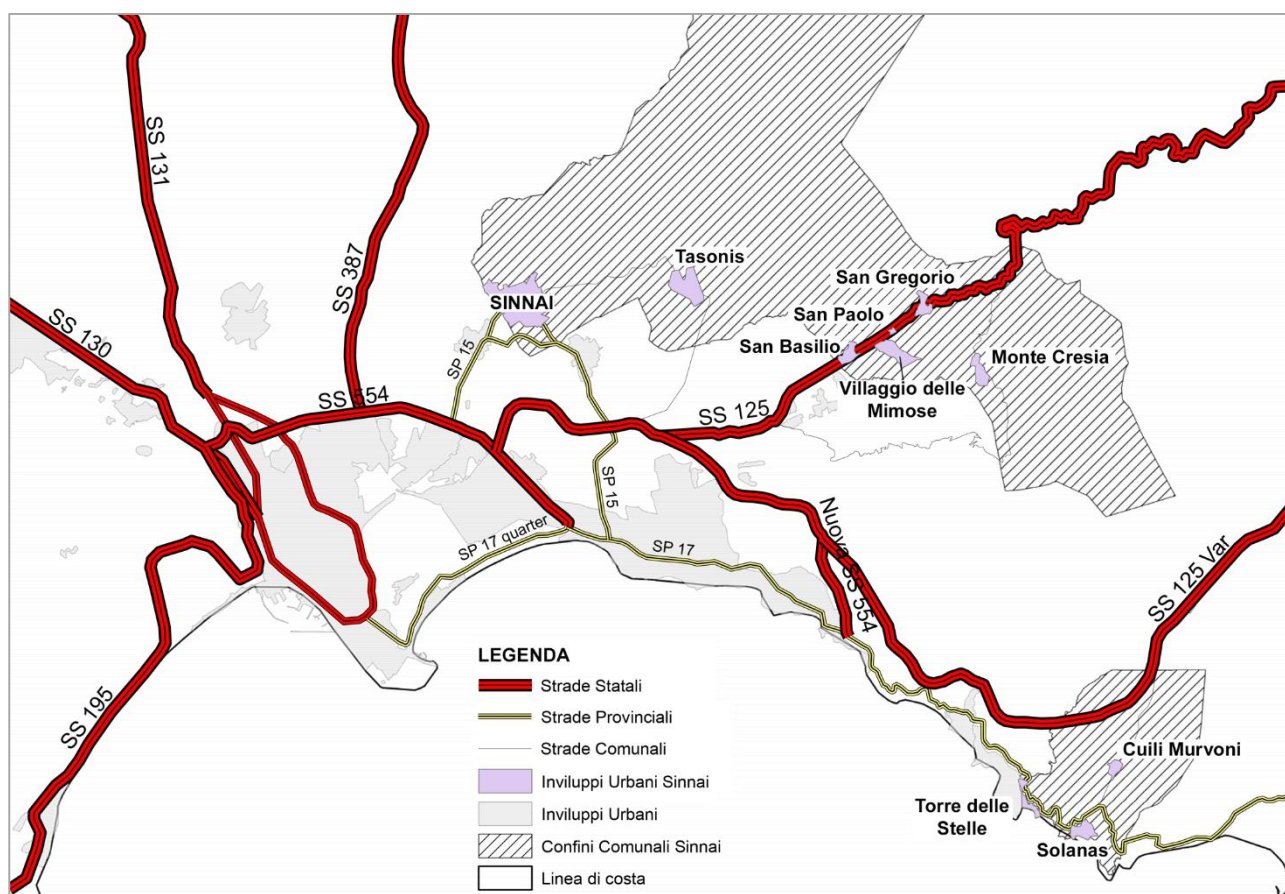 SS 131
SS 387
SS 130
SS 554
SINNAI
Tasonis
San Gregorio
San Paolo
San Basilio
Monte Cresia
Villaggio delle
Mimose
SP 15
SS 125
SP 15
SP 17 quarter
SP 17
Nuova SS 554
SS 125 Var
SS 195
Cuili Murvoni
Torre delle
Stelle
Solanas
LEGENDA
Strade Statali
Strade Provinciali
Strade Comunali
Inviluppi Urbani Sinnai
Inviluppi Urbani
Confini Comunali Sinnai
Linea di costa